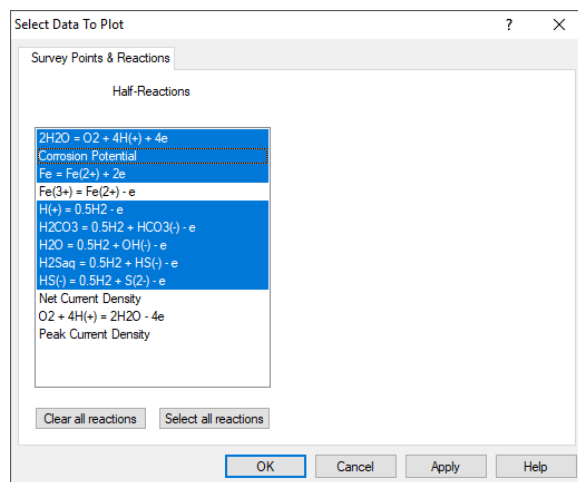 Select Data To Plot ?
Survey Points & Reactions
Half-Reactions
2H2O = O2 + 4H(+) + 4e
Corrosion Potential
Fe = Fe(2+) + 2e
Fe(3+) = Fe(2+) - e
H(+) = 0.5H2 - e
H2CO3 = 0.5H2 + HCO3(-) - e
H2O = 0.5H2 + OH(-) - e
H2Saq = 0.5H2 + HS(-) - e
HS(-) = 0.5H2 + S(2-) - e
Net Current Density
O2 + 4H(+) = 2H2O - 4e
Peak Current Density
Clear all reactions Select all reactions
OK Cancel Apply Help